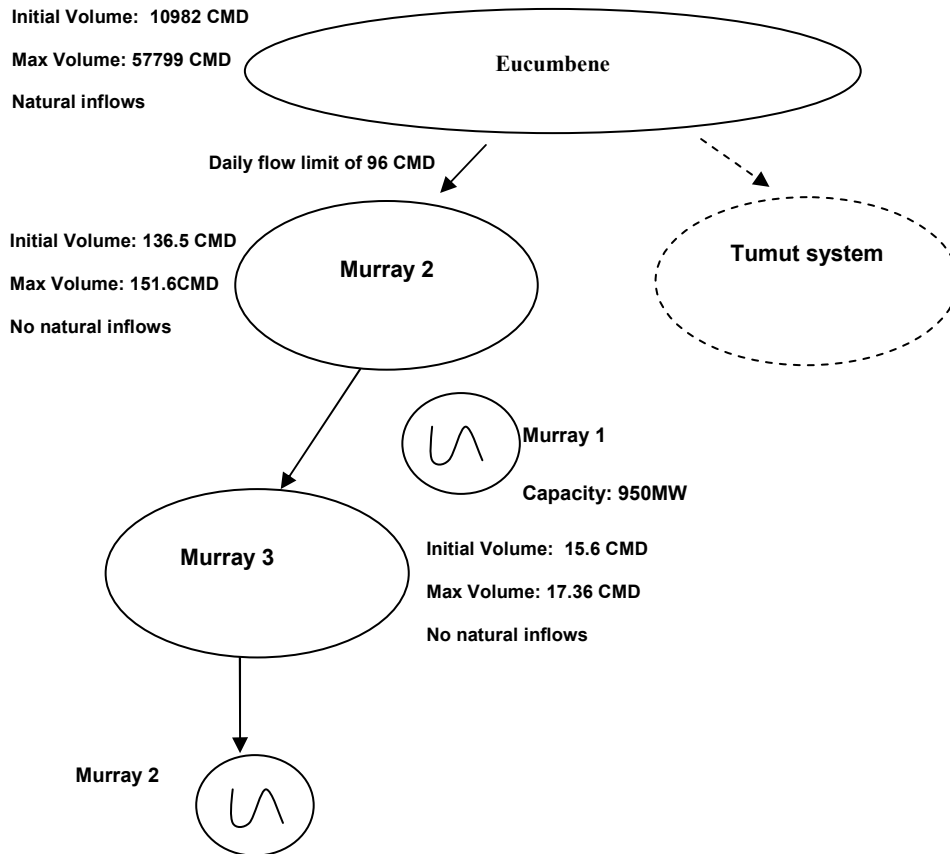 Initial Volume: 10982 CMD
Max Volume: 57799 CMD
Natural inflows
Eucumbene
Daily flow limit of 96 CMD
Initial Volume: 136.5 CMD
Max Volume: 151.6CMD
No natural inflows
Murray 2
Tumut system
Murray 1
Capacity: 950MW
Murray 3
Initial Volume: 15.6 CMD
Max Volume: 17.36 CMD
No natural inflows
Murray 2